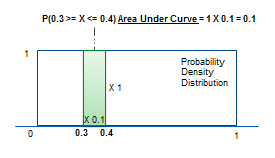 P(0.3 >= X <= 0.4) Area Under Curve = 1 X 0.1 = 0.1
1
Probability
Density
Distribution
X 1
X 0.1
0
0.3
0.4
1